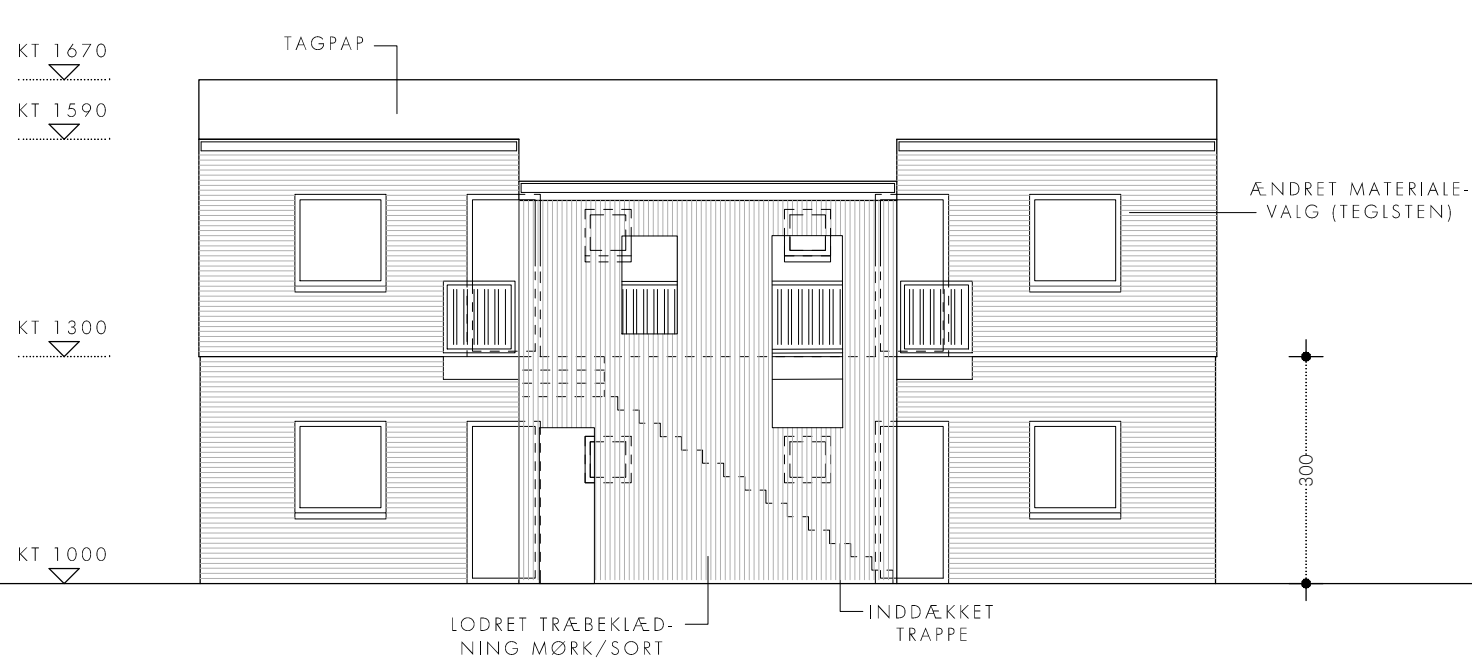 TAGPAP
KT 1670
KT 1590
ÆNDRET MATERIALE-
VALG (TEGLSTEN)
KT 1300
300
KT 1000
LODRET TRÆBEKLÆD-
NING MØRK/SORT
INDDÆKKET
TRAPPE